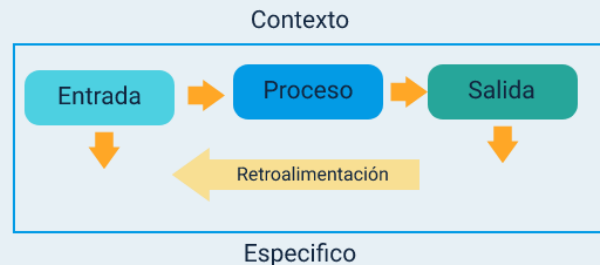 Contexto
Entrada
Proceso
Salida
Retroalimentación
Especifico